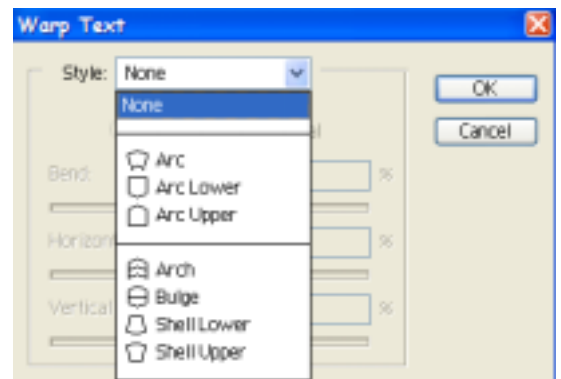 Warp Text
Style: None
OK
None
Cancel
Arc
Bend: %
Arc Lower
Arc Upper
Horizon %
Arch
Bulge
Vertical %
Shell Lower
Shell Upper